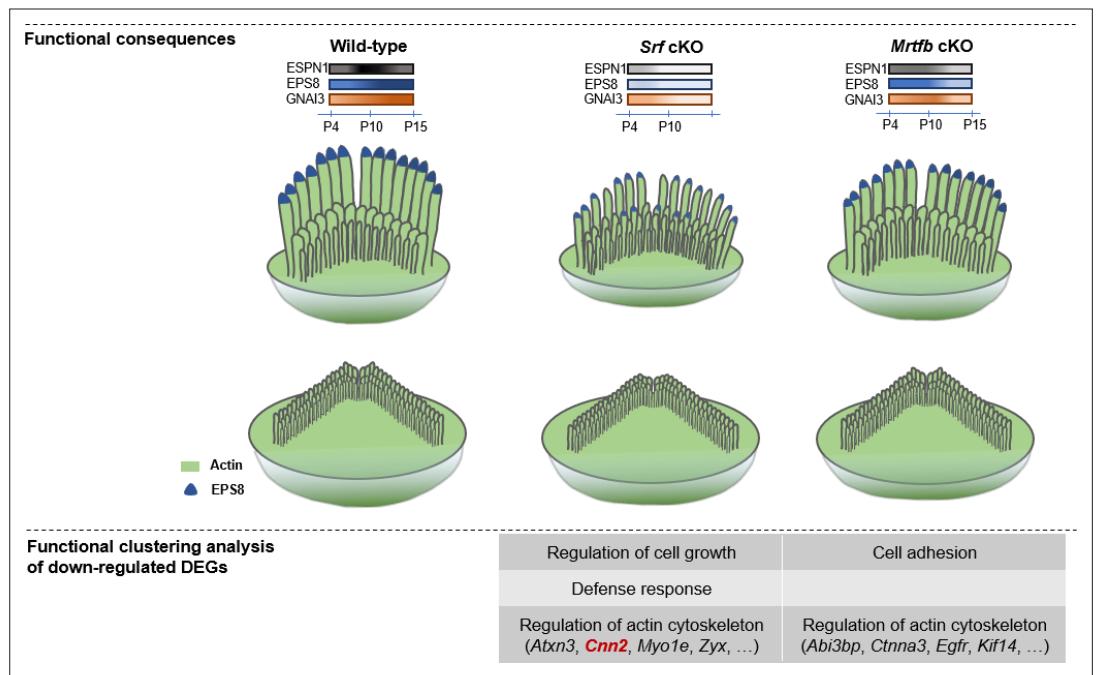 Functional consequences
Wild-type
Srf cKO
Mrtfb cKO
ESPN1
EPS8
GNAI3
P4 P10 P15
ESPN1
EPS8
GNAI3
P4 P10
ESPN1
EPS8
GNAI3
P4 P10 P15
Actin
EPS8
Functional clustering analysis
of down-regulated DEGs
Regulation of cell growth
Cell adhesion
Defense response
Regulation of actin cytoskeleton
(Atxn3, Cnn2, Myo1e, Zyx, …)
Regulation of actin cytoskeleton
(Abi3bp, Ctnna3, Egfr, Kif14, …)